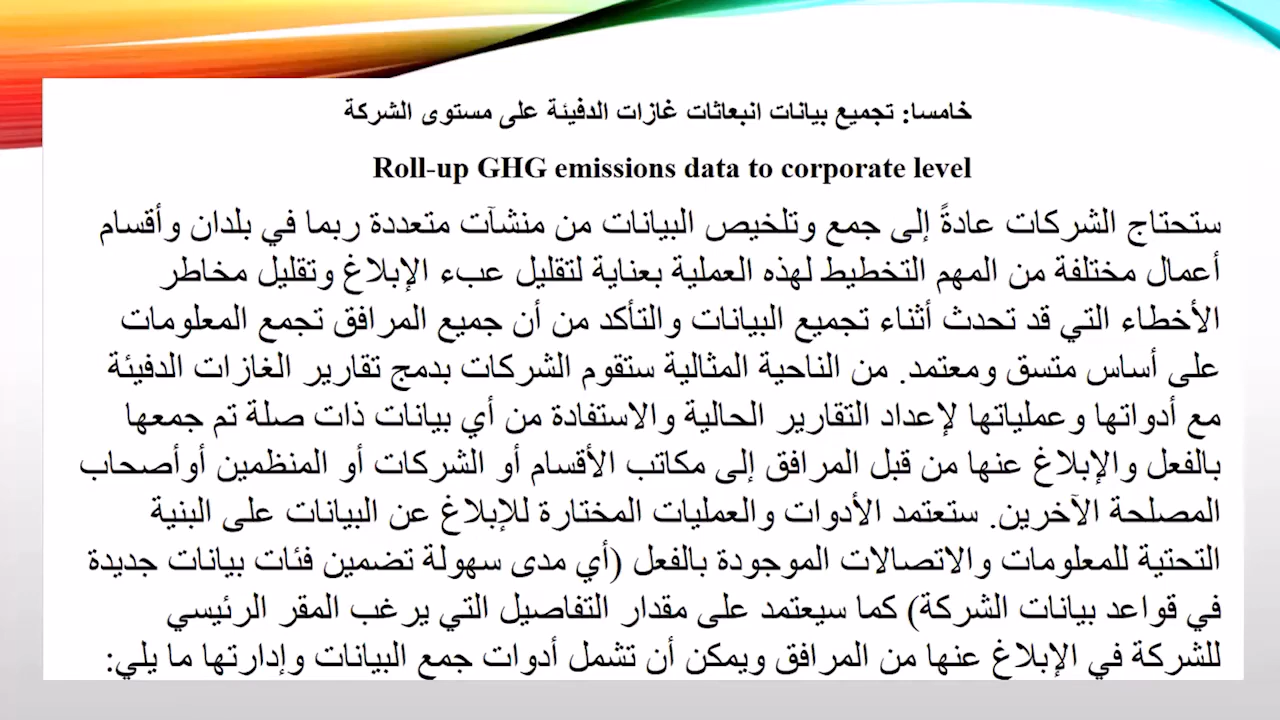 خامسا: تجميع بيانات انبعاثات غازات الدفيئة على مستوى الشركة
Roll-up GHG emissions data to corporate level
ستحتاج الشركات عادةً إلى جمع وتلخيص البيانات من منشآت متعددة ربما في بلدان وأقسام
أعمال مختلفة من المهم التخطيط لهذه العملية بعناية لتقليل عبء الإبلاغ وتقليل مخاطر
الأخطاء التي قد تحدث أثناء تجميع البيانات والتأكد من أن جميع المرافق تجمع المعلومات
على أساس متسق ومعتمد. من الناحية المثالية ستقوم الشركات بدمج تقارير الغازات الدفيئة
مع أدواتها وعملياتها لإعداد التقارير الحالية والاستفادة من أي بيانات ذات صلة تم جمعها
بالفعل والإبلاغ عنها من قبل المرافق إلى مكاتب الأقسام أو الشركات أو المنظمين أوأصحاب
المصلحة الآخرين. ستعتمد الأدوات والعمليات المختارة للإبلاغ عن البيانات على البنية
التحتية للمعلومات والاتصالات الموجودة بالفعل (أي مدى سهولة تضمين فئات بيانات جديدة
في قواعد بيانات الشركة) كما سيعتمد على مقدار التفاصيل التي يرغب المقر الرئيسي
للشركة في الإبلاغ عنها من المرافق ويمكن أن تشمل أدوات جمع البيانات وإدارتها ما يلي: